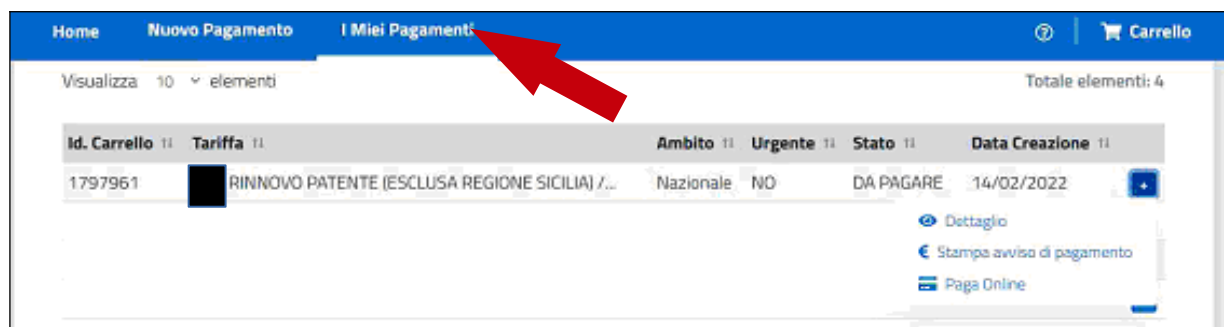 Home Nuovo Pagamento I Miei Pagamenti Carrello
Visualizza 10 elementi Totale elementi: 4
Id. Carrello Tariffa Ambito Urgente Stato Data Creazione
1797961 RINNOVO PATENTE (ESCLUSA REGIONE SICILIA) /... Nazionale NO DA PAGARE 14/02/2022
Dettaglio
€ Stampa avviso di pagamento
Paga Online